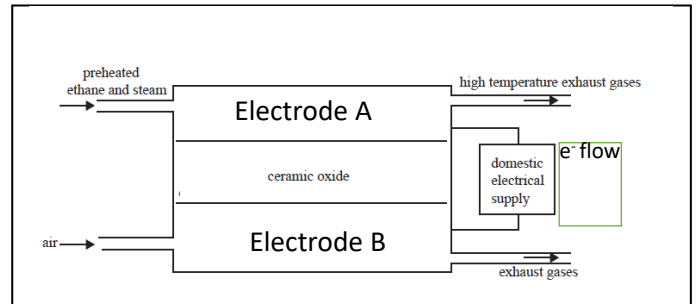 preheated
ethane and steam
high temperature exhaust gases
Electrode A
e- flow
domestic
electrical
supply
ceramic oxide
air
Electrode B
exhaust gases